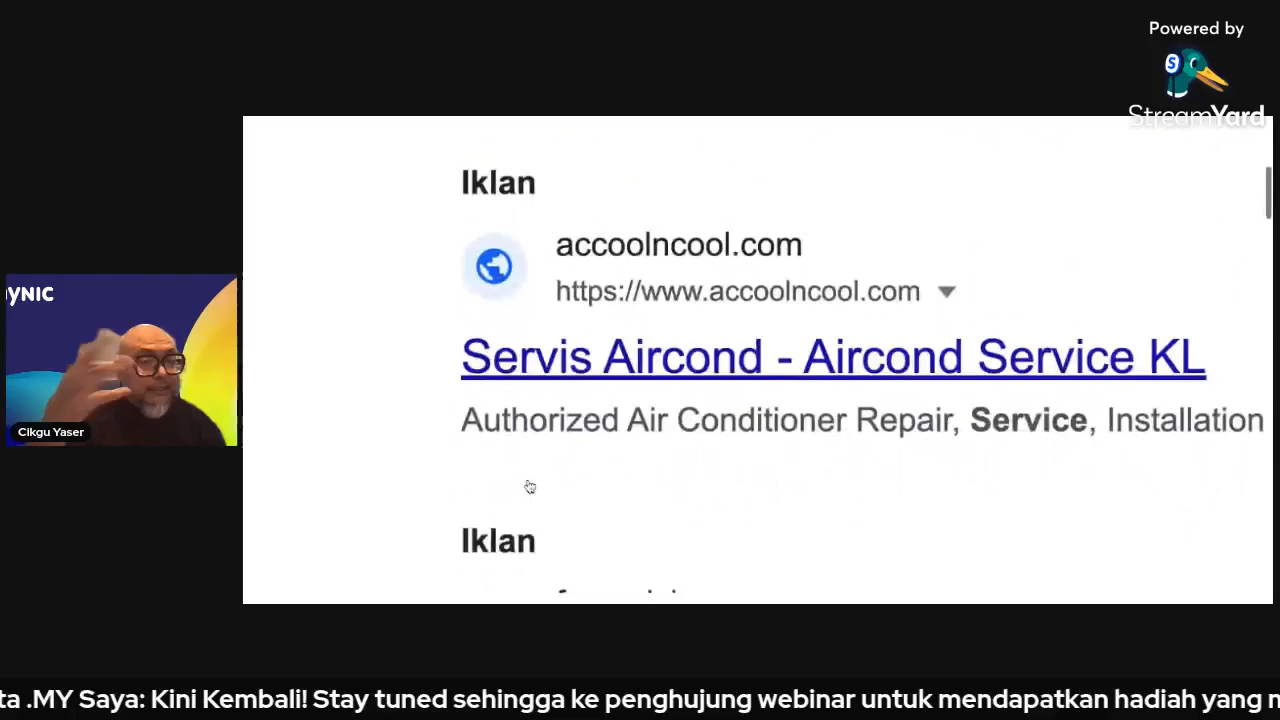 Powered by
StreamYard
Iklan
accoolncool.com
https://www.accoolncool.com
Servis Aircond - Aircond Service KL
Authorized Air Conditioner Repair, Service, Installation
Iklan
yNIC
Cikgu Yaser
ta .MY Saya: Kini Kembali! Stay tuned sehingga ke penghujung webinar untuk mendapatkan hadiah yang